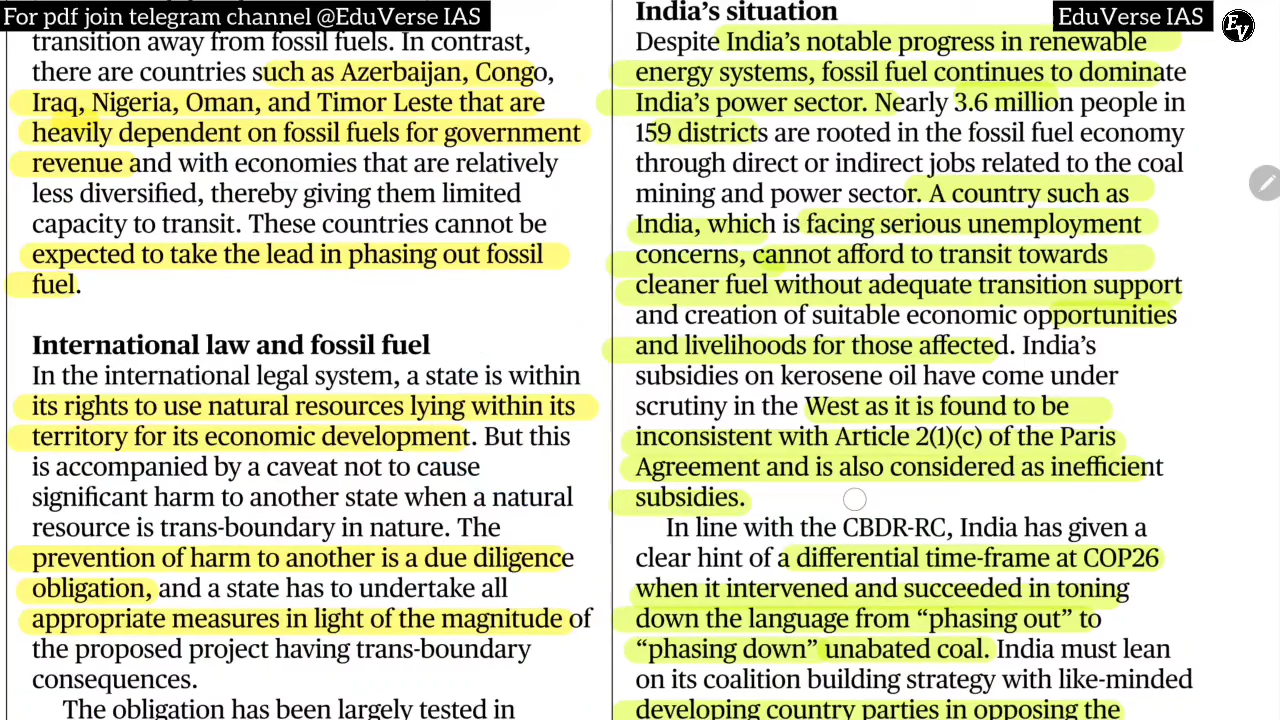 For pdf join telegram channel @EduVerse IAS
EduVerse IAS
EV
transition away from fossil fuels. In contrast,
there are countries such as Azerbaijan, Congo,
Iraq, Nigeria, Oman, and Timor Leste that are
heavily dependent on fossil fuels for government
revenue and with economies that are relatively
less diversified, thereby giving them limited
capacity to transit. These countries cannot be
expected to take the lead in phasing out fossil
fuel.
International law and fossil fuel
In the international legal system, a state is within
its rights to use natural resources lying within its
territory for its economic development. But this
is accompanied by a caveat not to cause
significant harm to another state when a natural
resource is trans-boundary in nature. The
prevention of harm to another is a due diligence
obligation, and a state has to undertake all
appropriate measures in light of the magnitude of
the proposed project having trans-boundary
consequences.
The obligation has been largely tested in
India's situation
Despite India's notable progress in renewable
energy systems, fossil fuel continues to dominate
India's power sector. Nearly 3.6 million people in
159 districts are rooted in the fossil fuel economy
through direct or indirect jobs related to the coal
mining and power sector. A country such as
India, which is facing serious unemployment
concerns, cannot afford to transit towards
cleaner fuel without adequate transition support
and creation of suitable economic opportunities
and livelihoods for those affected. India's
subsidies on kerosene oil have come under
scrutiny in the West as it is found to be
inconsistent with Article 2(1)(c) of the Paris
Agreement and is also considered as inefficient
subsidies.
In line with the CBDR-RC, India has given a
clear hint of a differential time-frame at COP26
when it intervened and succeeded in toning
down the language from “phasing out” to
“phasing down” unabated coal. India must lean
on its coalition building strategy with like-minded
developing country parties in opposing the